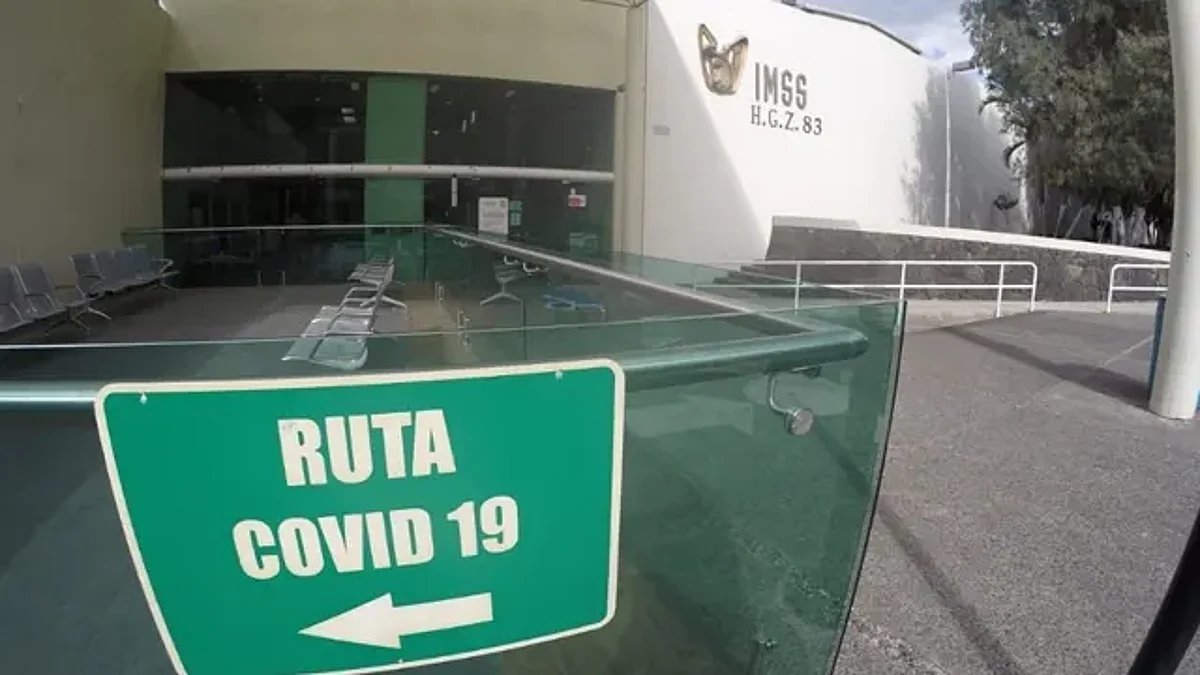 IMSS
H.G.Z. 83
RUTA
COVID 19